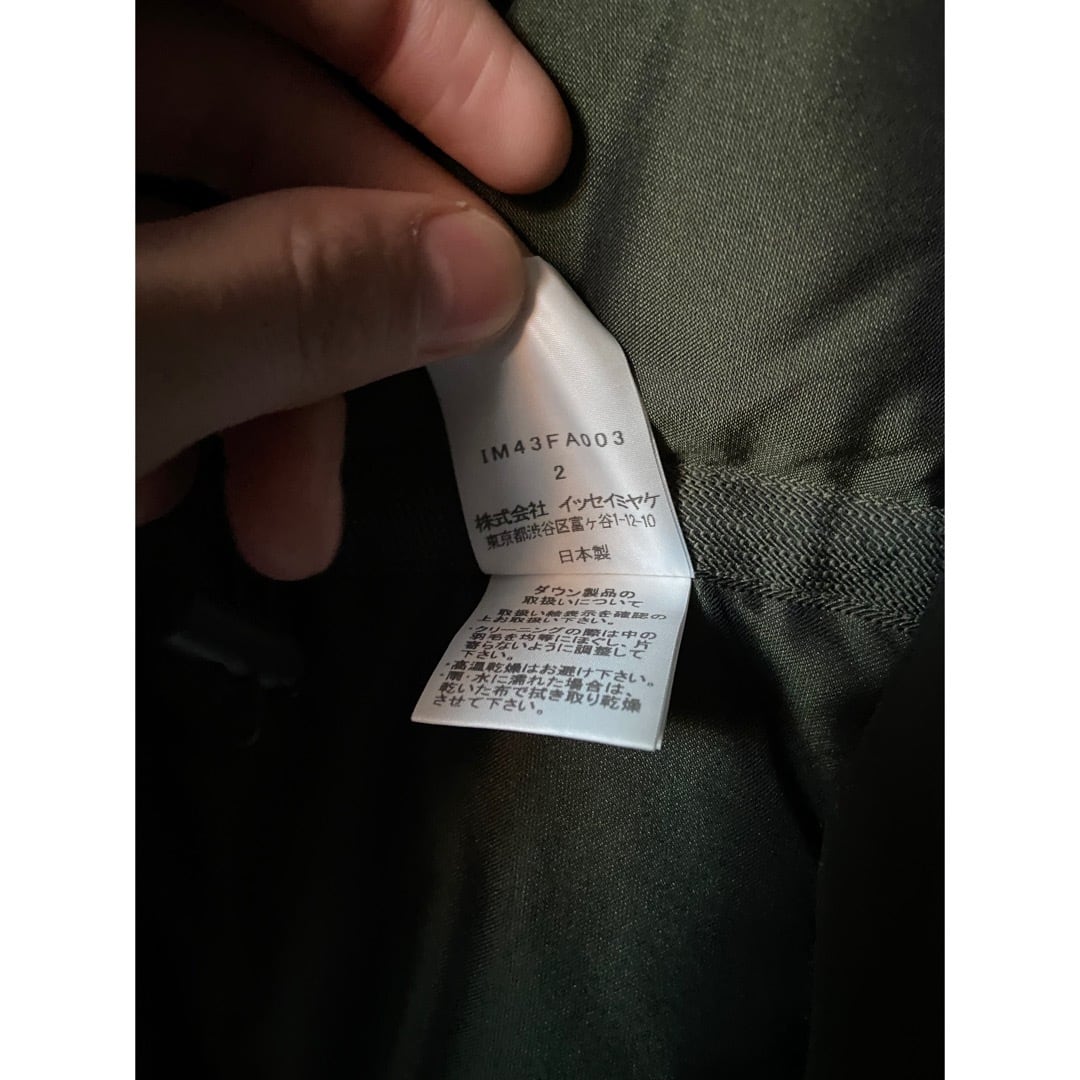 IM43FA003
2
株式会社 イッセイミヤケ
東京都渋谷区富ヶ谷1-12-10
日本製
ダウン製品の
取扱いについて
取扱い絵表示を確認の
上お取扱い下さい。
・クリーニングの際は中の
羽毛を均等にほぐし、片
寄らないように調整して
下さい。
・高温乾燥はお避け下さい。
・雨・水に濡れた場合は、
乾いた布で拭き取り乾燥
させて下さい。